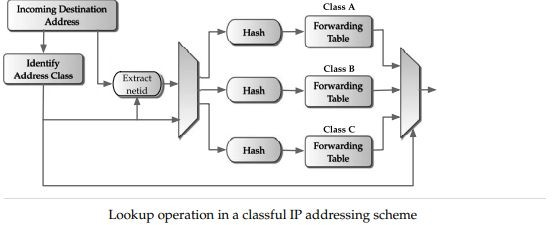 Incoming Destination
Address
Identify
Address Class
Extract
netid
Class A
Hash
Forwarding
Table
Class B
Hash
Forwarding
Table
Class C
Hash
Forwarding
Table
Lookup operation in a classful IP addressing scheme